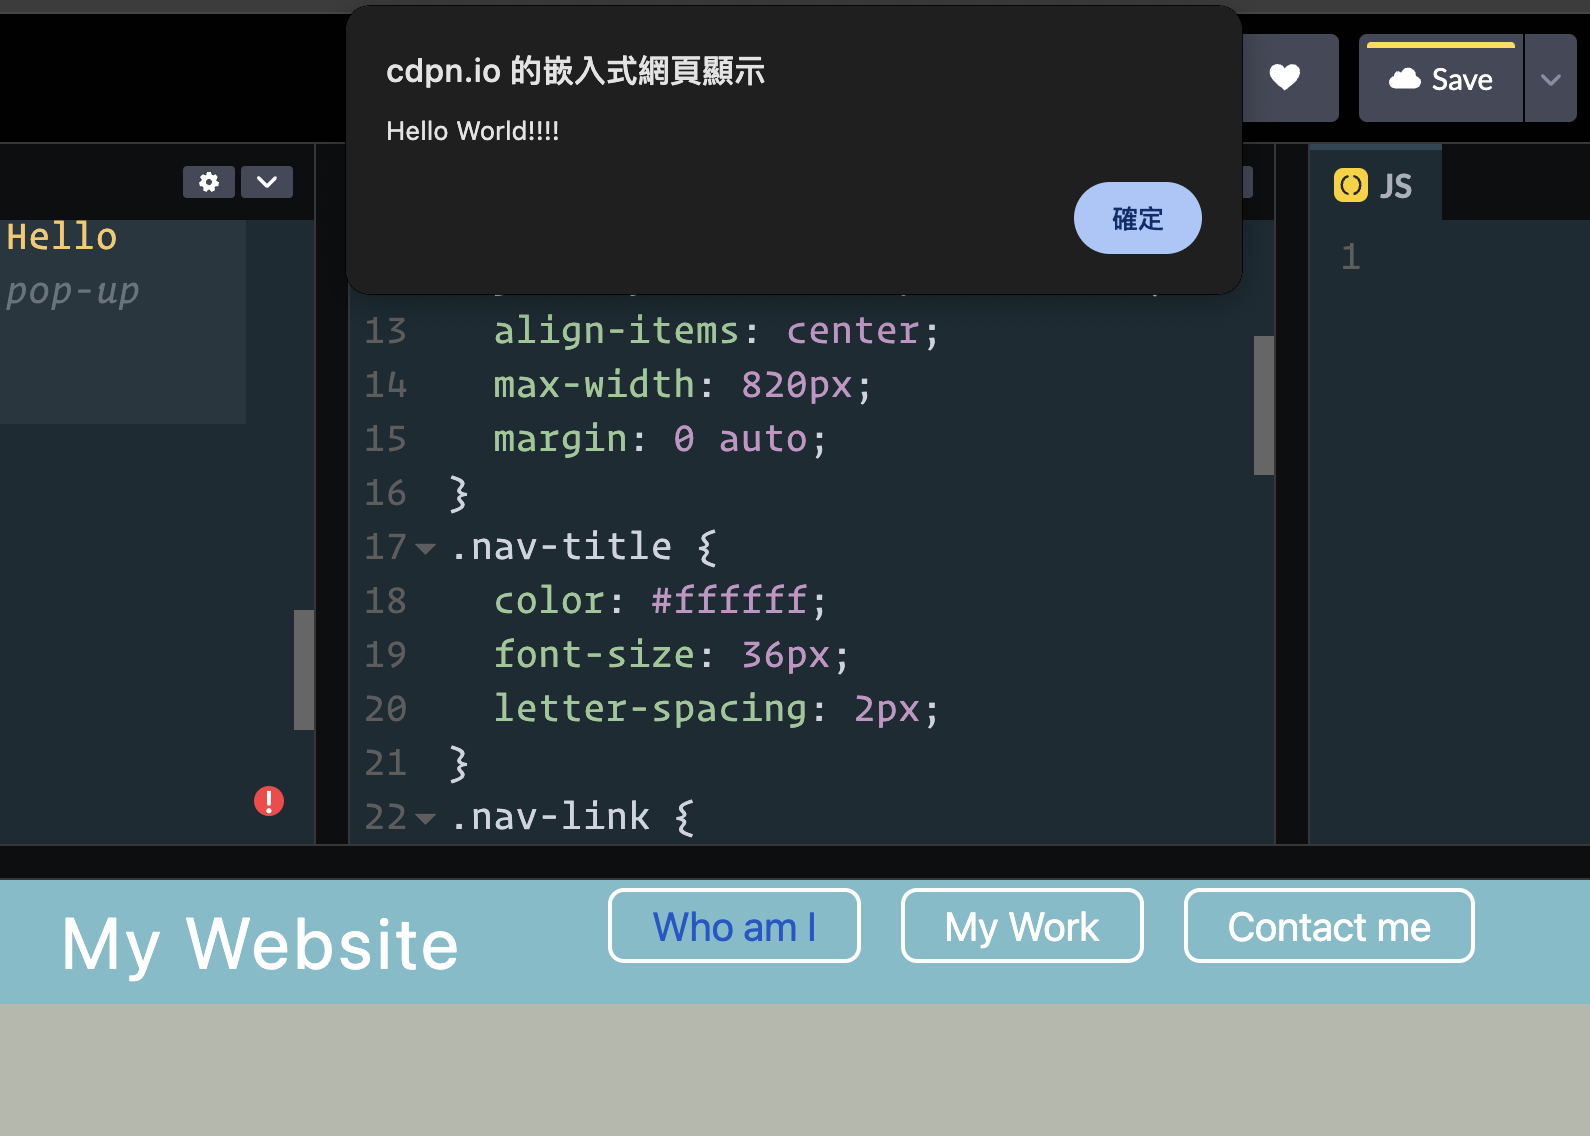 cdpn.io 的嵌入式網頁顯示
Hello World!!!!
確定
Save
JS
Hello
pop-up
1
13 align-items: center;
14 max-width: 820px;
15 margin: 0 auto;
16 }
17 .nav-title {
18 color: #ffffff;
19 font-size: 36px;
20 letter-spacing: 2px;
21 }
22 .nav-link {
My Website
Who am I
My Work
Contact me